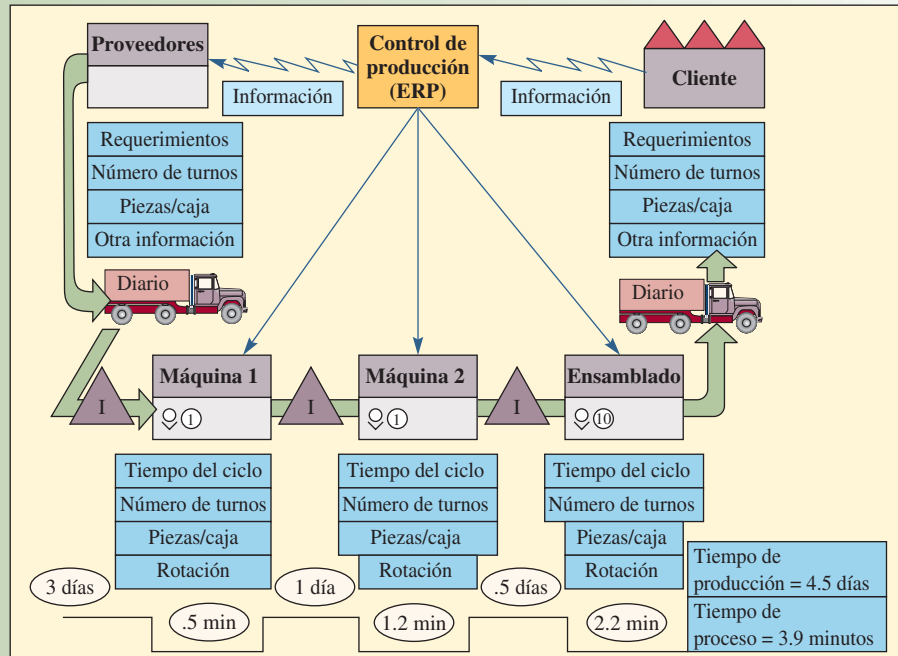 Proveedores
Información
Control de
producción
(ERP)
Información
Cliente
Requerimientos
Número de turnos
Piezas/caja
Otra información
Diario
Requerimientos
Número de turnos
Piezas/caja
Otra información
Diario
I
Máquina 1
1
I
Máquina 2
1
I
Ensamblado
10
Tiempo del ciclo
Número de turnos
Piezas/caja
Rotación
Tiempo del ciclo
Número de turnos
Piezas/caja
Rotación
Tiempo del ciclo
Número de turnos
Piezas/caja
Rotación
3 días
.5 min
1 día
1.2 min
.5 días
2.2 min
Tiempo de
producción = 4.5 días
Tiempo de
proceso = 3.9 minutos